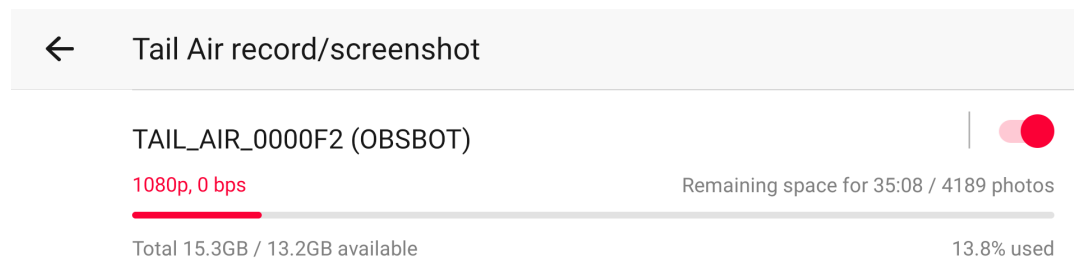 Tail Air record/screenshot
TAIL_AIR_0000F2 (OBSBOT)
1080p, 0 bps
Remaining space for 35:08 / 4189 photos
Total 15.3GB / 13.2GB available
13.8% used